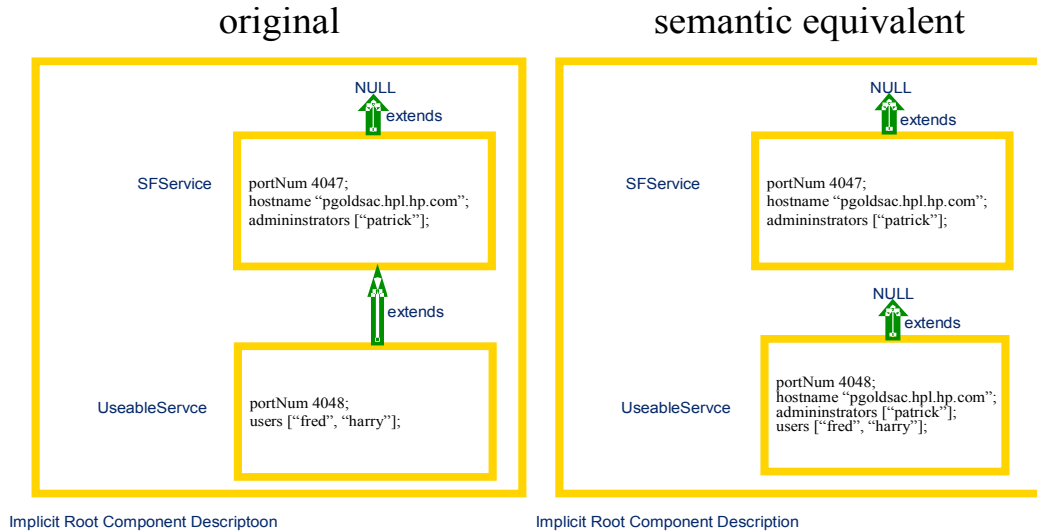 original
NULL
extends
SFService
portNum 4047;
hostname “pgoldsac.hpl.hp.com”;
admininstrators [“patrick”];
extends
UseableServce
portNum 4048;
users [“fred”, “harry”];
Implicit Root Component Descriptoon
semantic equivalent
NULL
extends
SFService
portNum 4047;
hostname “pgoldsac.hpl.hp.com”;
admininstrators [“patrick”];
NULL
extends
UseableServce
portNum 4048;
hostname “pgoldsac.hpl.hp.com”;
admininstrators [“patrick”];
users [“fred”, “harry”];
Implicit Root Component Description